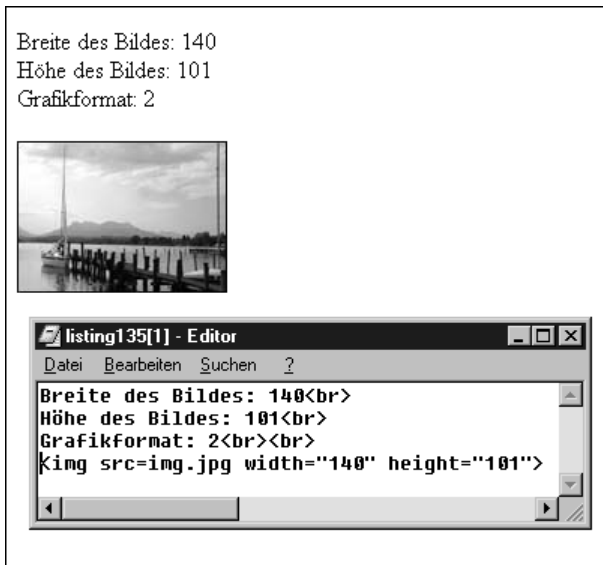 Breite des Bildes: 140
Höhe des Bildes: 101
Grafikformat: 2
listing135[1] - Editor
Datei Bearbeiten Suchen ?
Breite des Bildes: 140<br>
Höhe des Bildes: 101<br>
Grafikformat: 2<br><br>
<img src=img.jpg width="140" height="101">